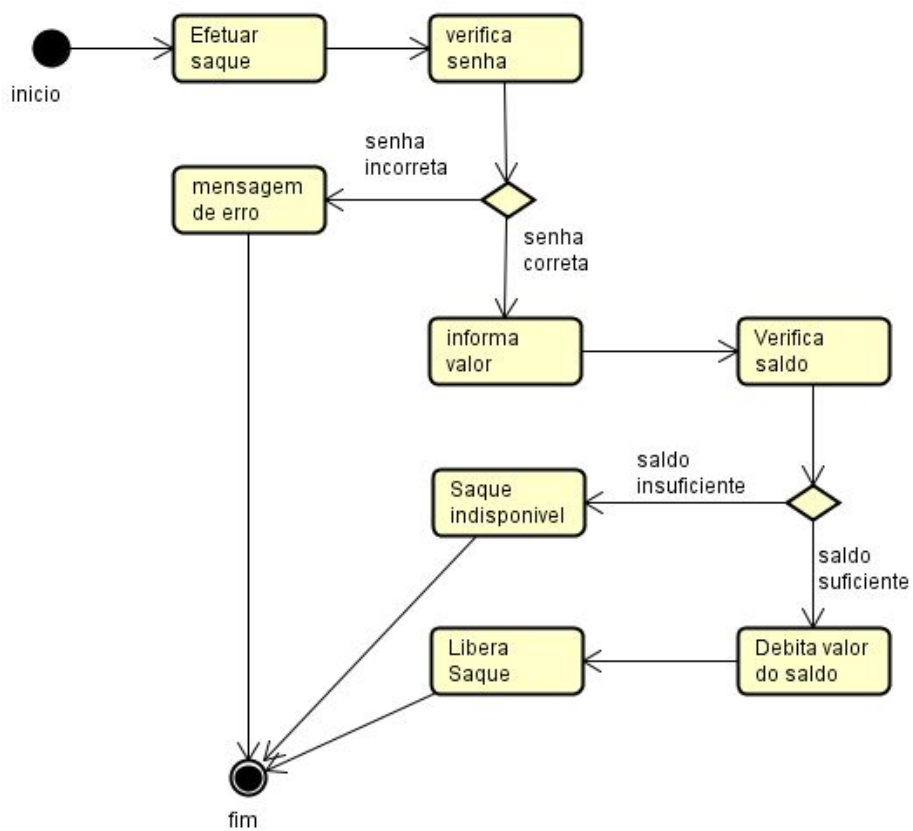 Efetuar
saque
verifica
senha
inicio
senha
incorreta
mensagem
de erro
senha
correta
informa
valor
Verifica
saldo
saldo
insuficiente
Saque
indisponivel
saldo
suficiente
Libera
Saque
Debita valor
do saldo
fim